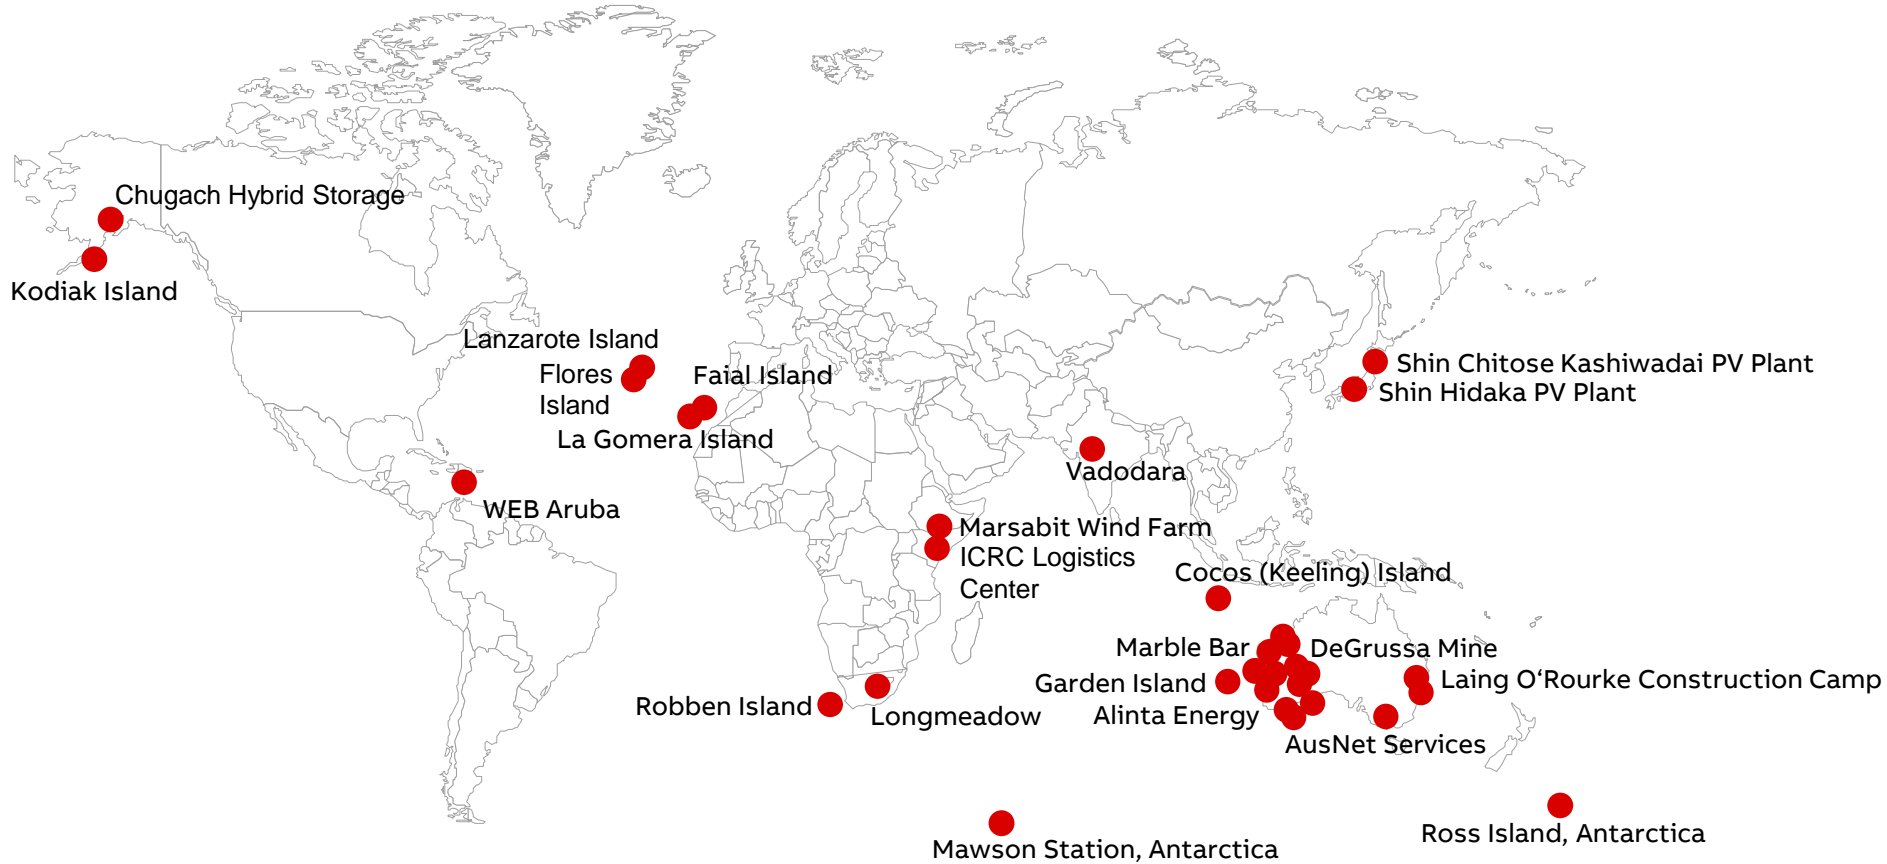 Chugach Hybrid Storage
Kodiak Island
Lanzarote Island
Flores
Island
Faial Island
La Gomera Island
WEB Aruba
Shin Chitose Kashiwadai PV Plant
Shin Hidaka PV Plant
Vadodara
Marsabit Wind Farm
ICRC Logistics
Center
Cocos (Keeling) Island
Marble Bar
DeGrussa Mine
Garden Island
Laing O‘Rourke Construction Camp
Robben Island
Longmeadow
Alinta Energy
AusNet Services
Ross Island, Antarctica
Mawson Station, Antarctica